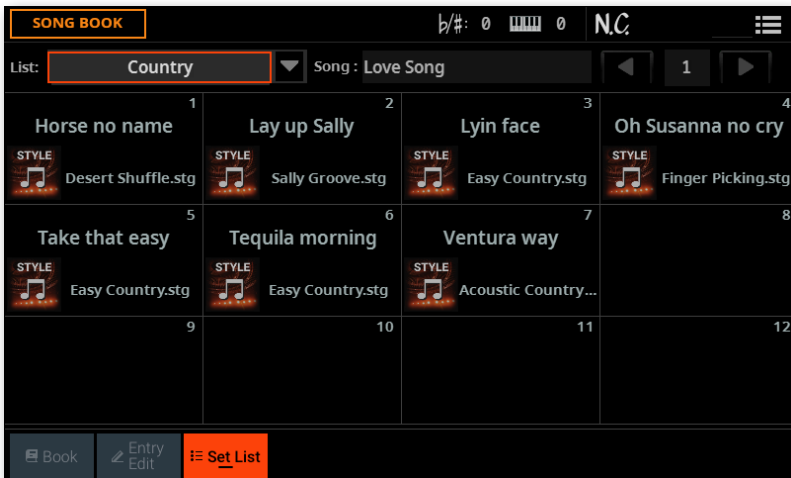 SONG BOOK
♭/♯: 0 0 N.C.
List: Country Song : Love Song 1
1 2 3 4
Horse no name Lay up Sally Lyin face Oh Susanna no cry
STYLE STYLE STYLE STYLE
Desert Shuffle.stg Sally Groove.stg Easy Country.stg Finger Picking.stg
5 6 7 8
Take that easy Tequila morning Ventura way
STYLE STYLE STYLE
Easy Country.stg Easy Country.stg Acoustic Country...
9 10 11 12
Book Entry Edit Set List